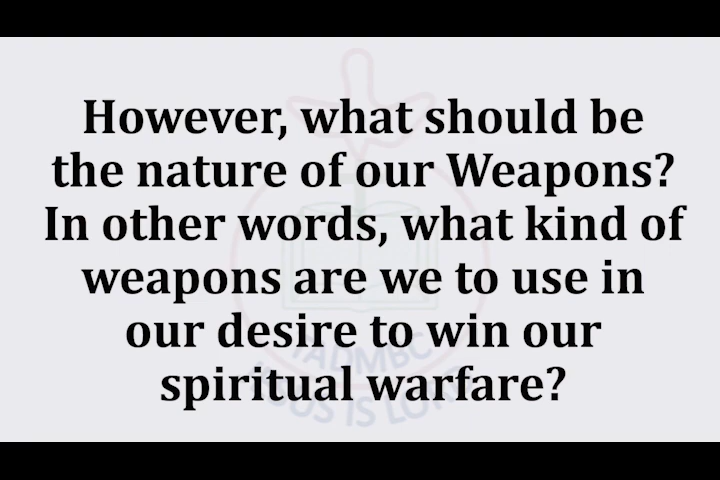 However, what should be
the nature of our Weapons?
In other words, what kind of
weapons are we to use in
our desire to win our
spiritual warfare?